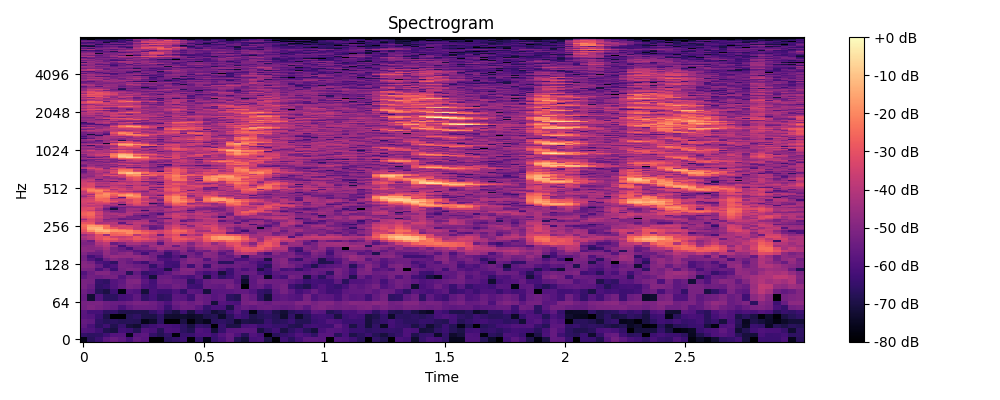 Spectrogram
Hz
4096
2048
1024
512
256
128
64
0
0
0.5
1
1.5
2
2.5
Time
+0 dB
-10 dB
-20 dB
-30 dB
-40 dB
-50 dB
-60 dB
-70 dB
-80 dB